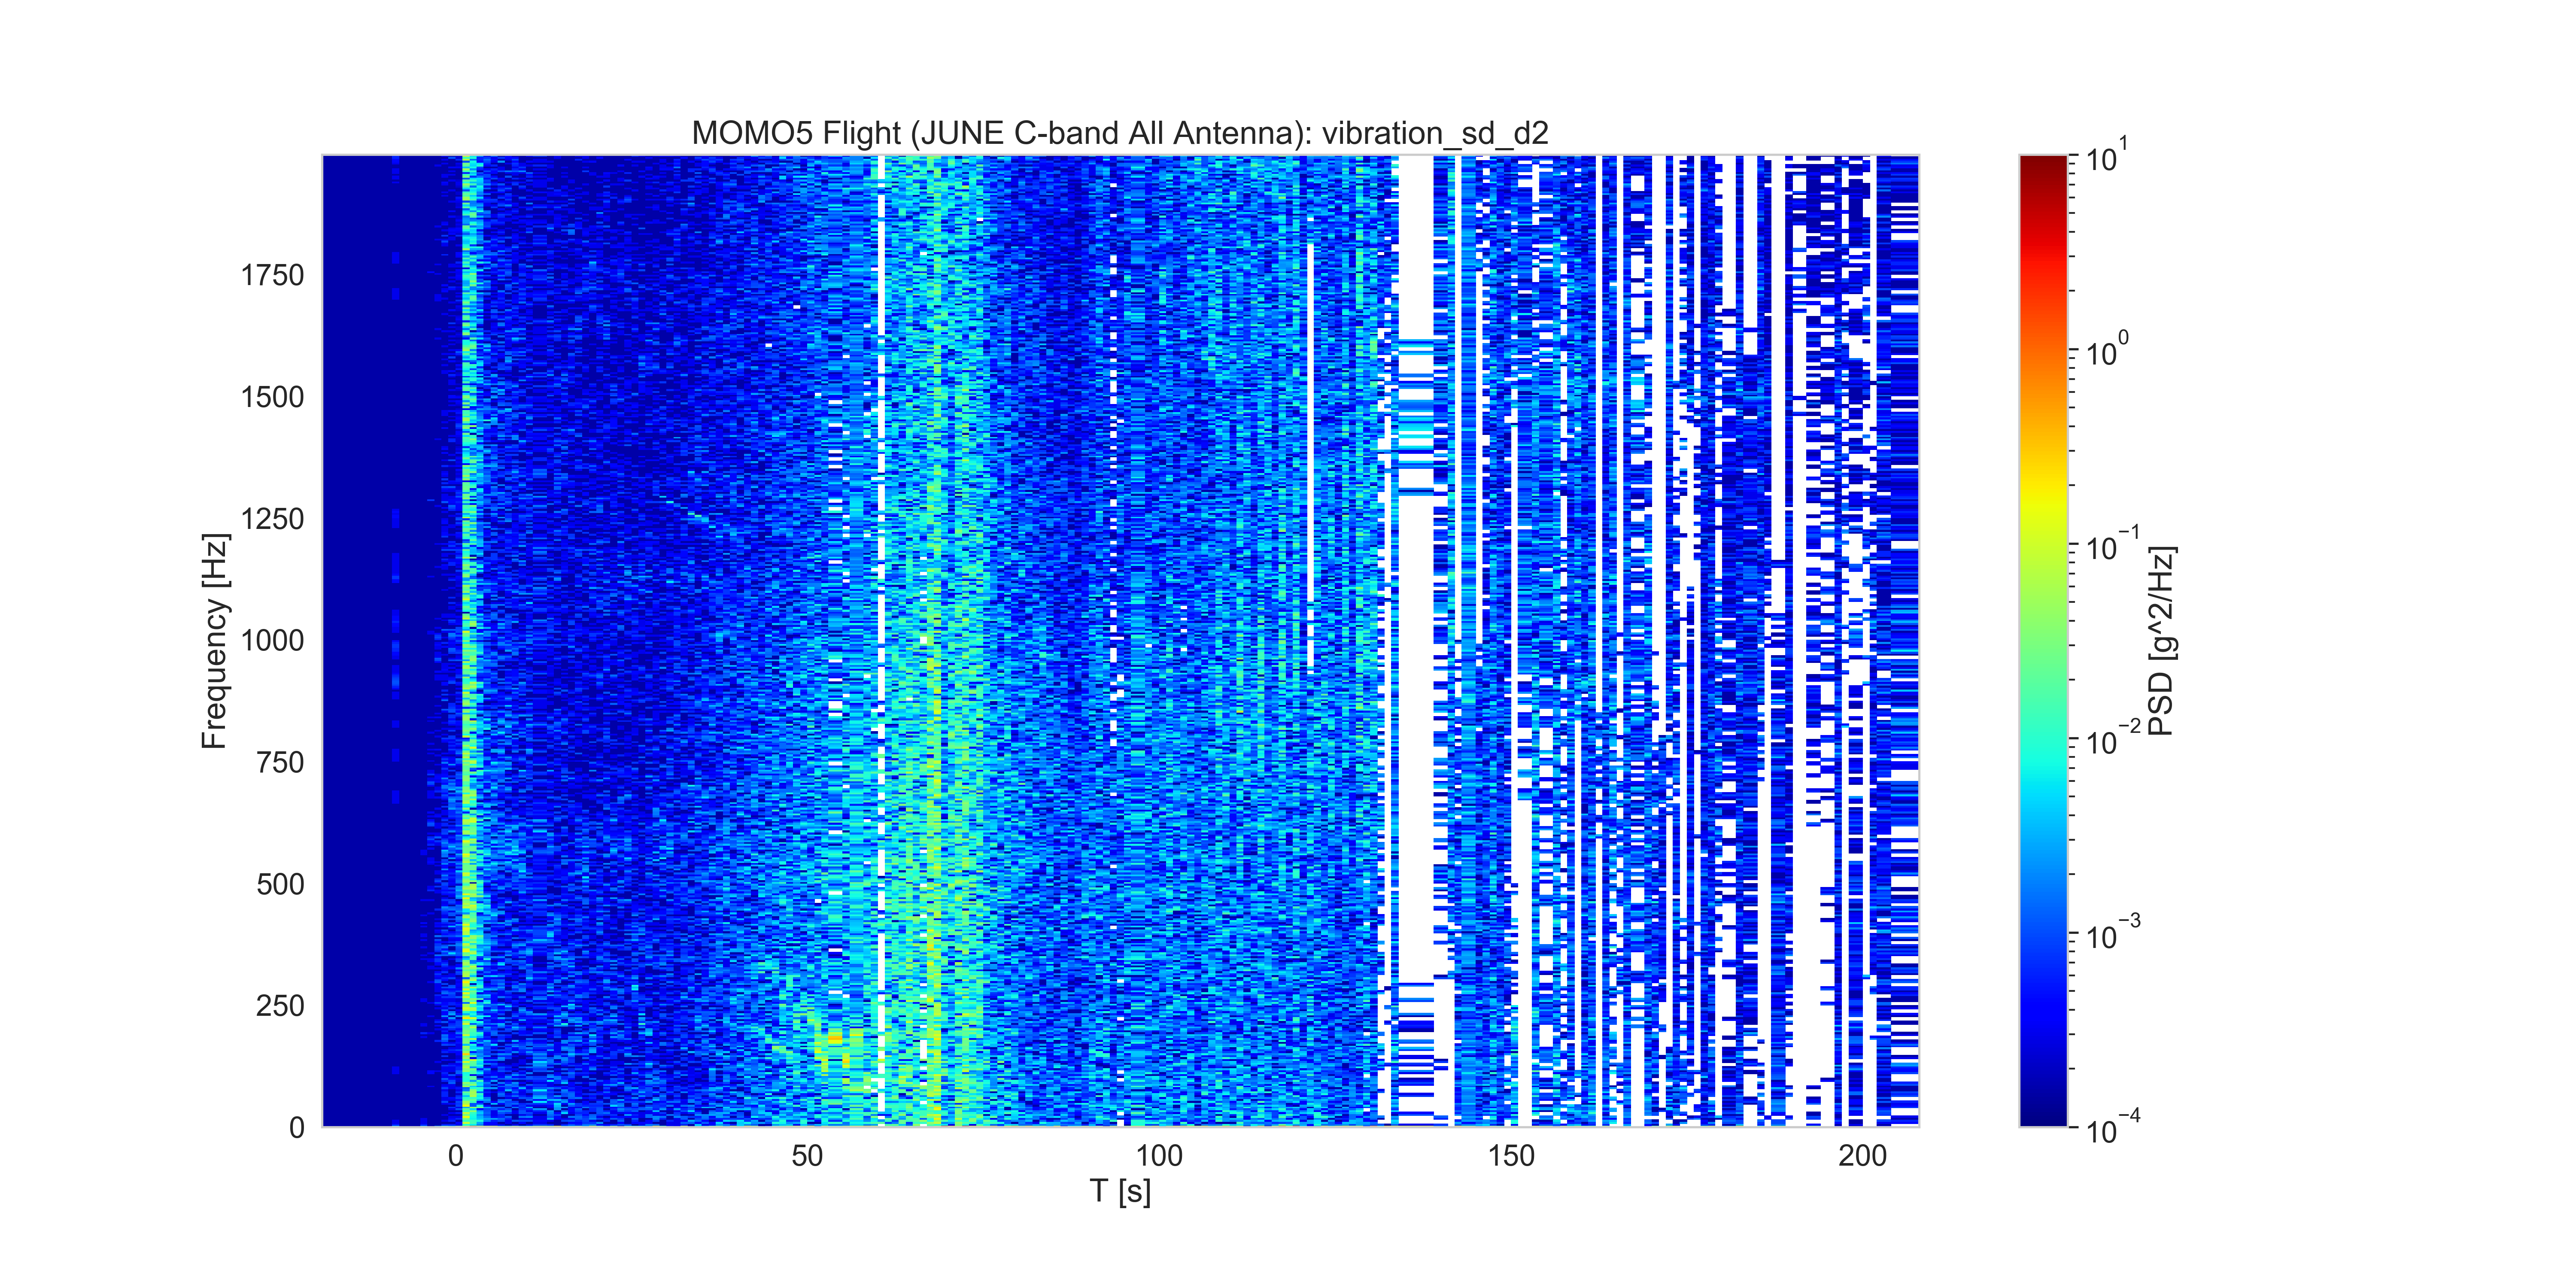 MOMO5 Flight (JUNE C-band All Antenna): vibration_sd_d2
Frequency [Hz]
1750
1500
1250
1000
750
500
250
0
0 50 100 150 200
T [s]
10^1
10^0
10^−1
10^−2
10^−3
10^−4
PSD [g^2/Hz]